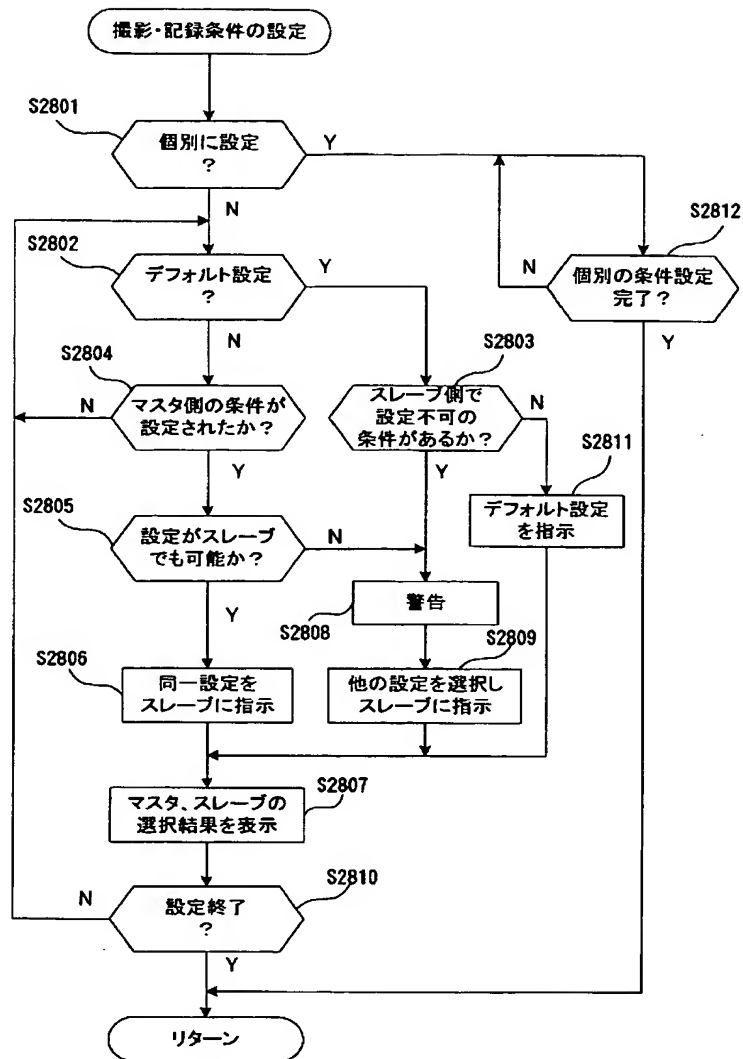 撮影・記録条件の設定
S2801
個別に設定
?
Y
N
S2812
S2802
デフォルト設定
?
Y
N
個別の条件設定
完了?
N
Y
S2804
マスタ側の条件が
設定されたか?
N
Y
S2803
スレーブ側で
設定不可の
条件があるか?
N
Y
S2811
デフォルト設定
を指示
S2805
設定がスレーブ
でも可能か?
N
Y
警告
S2808
S2806
同一設定を
スレーブに指示
S2809
他の設定を選択し
スレーブに指示
S2807
マスタ、スレーブの
選択結果を表示
S2810
設定終了
?
N
Y
リターン